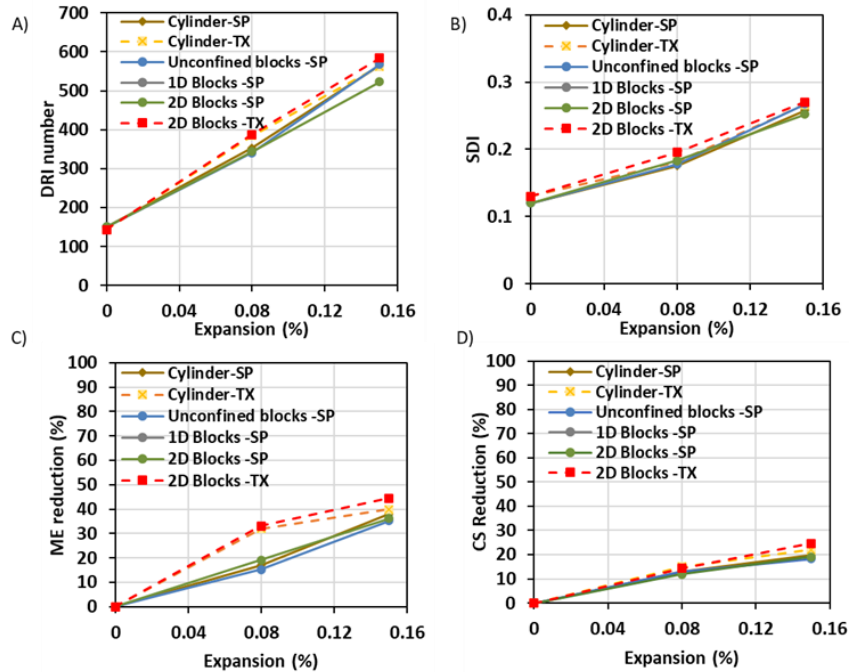 A)
DRI number
700
600
500
400
300
200
100
0
0 0.04 0.08 0.12 0.16
Expansion (%)
Cylinder-SP
Cylinder-TX
Unconfined blocks -SP
1D Blocks -SP
2D Blocks -SP
2D Blocks -TX
B)
SDI
0.4
0.3
0.2
0.1
0
0 0.04 0.08 0.12 0.16
Expansion (%)
Cylinder-SP
Cylinder-TX
Unconfined blocks -SP
1D Blocks -SP
2D Blocks -SP
2D Blocks -TX
C)
ME reduction (%)
100
90
80
70
60
50
40
30
20
10
0
0 0.04 0.08 0.12 0.16
Expansion (%)
Cylinder-SP
Cylinder-TX
Unconfined blocks -SP
1D Blocks -SP
2D Blocks -SP
2D Blocks -TX
D)
CS Reduction (%)
100
90
80
70
60
50
40
30
20
10
0
0.00 0.04 0.08 0.12 0.16
Expansion (%)
Cylinder-SP
Cylinder-TX
Unconfined blocks -SP
1D Blocks -SP
2D Blocks -SP
2D Blocks -TX